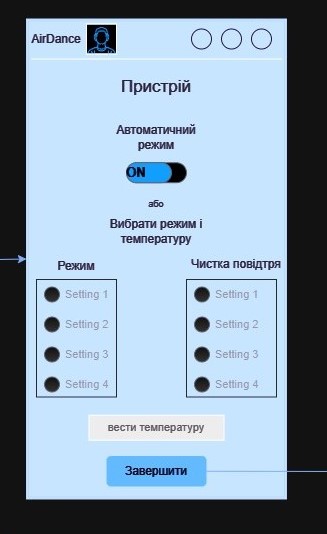 AirDance
Пристрій
Автоматичний
режим
ON
або
Вибрати режим і
температуру
Режим
Чистка повідтря
Setting 1
Setting 1
Setting 2
Setting 2
Setting 3
Setting 3
Setting 4
Setting 4
вести температуру
Завершити